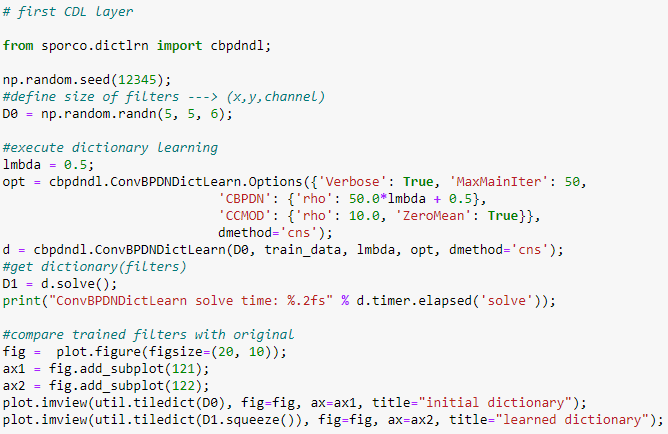 # first CDL layer
from sporco.dictlrn import cbpdndl;
np.random.seed(12345);
#define size of filters ---> (x,y,channel)
D0 = np.random.randn(5, 5, 6);
#execute dictionary learning
lmbda = 0.5;
opt = cbpdndl.ConvBPDNDictLearn.Options({'Verbose': True, 'MaxMainIter': 50,
'CBPDN': {'rho': 50.0*lmbda + 0.5},
'CCMOD': {'rho': 10.0, 'ZeroMean': True}},
dmethod='cns');
d = cbpdndl.ConvBPDNDictLearn(D0, train_data, lmbda, opt, dmethod='cns');
#get dictionary(filters)
D1 = d.solve();
print("ConvBPDNDictLearn solve time: %.2fs" % d.timer.elapsed('solve'));
#compare trained filters with original
fig =  plot.figure(figsize=(20, 10));
ax1 = fig.add_subplot(121);
ax2 = fig.add_subplot(122);
plot.imview(util.tiledict(D0), fig=fig, ax=ax1, title="initial dictionary");
plot.imview(util.tiledict(D1.squeeze()), fig=fig, ax=ax2, title="learned dictionary");